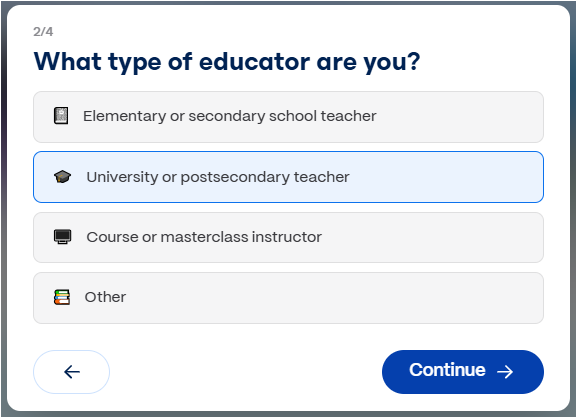 2/4
What type of educator are you?
Elementary or secondary school teacher
University or postsecondary teacher
Course or masterclass instructor
Other
Continue